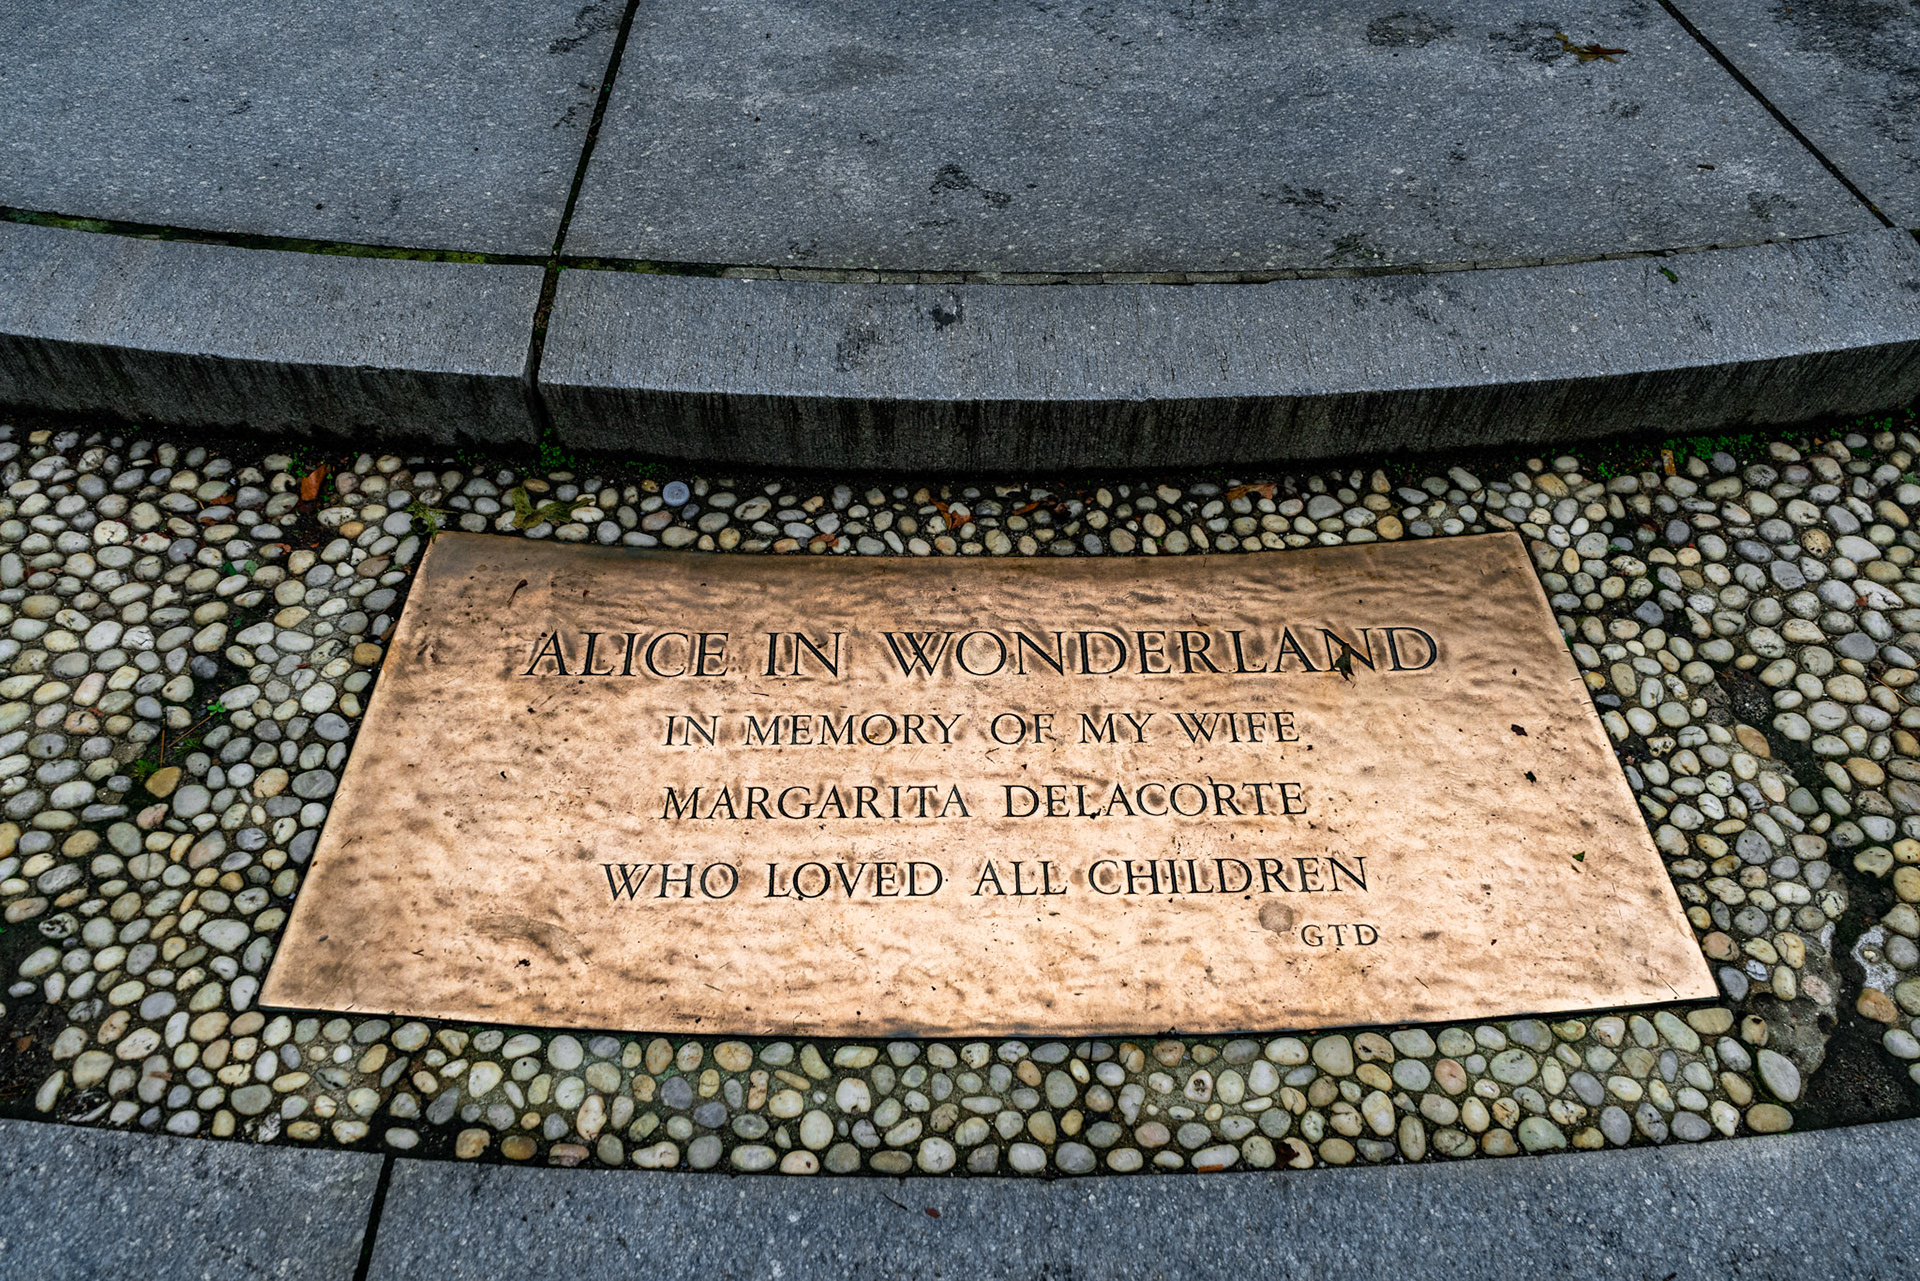 ALICE IN WONDERLAND
IN MEMORY OF MY WIFE
MARGARITA DELACORTE
WHO LOVED ALL CHILDREN
GTD